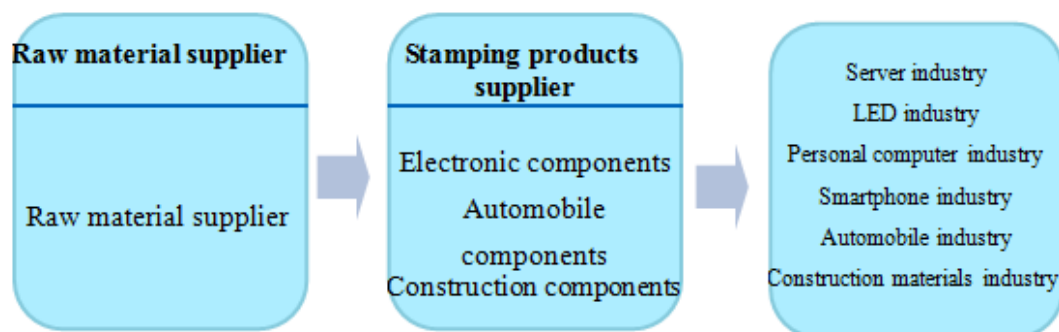 Raw material supplier
Raw material supplier
Stamping products
supplier
Electronic components
Automobile
components
Construction components
Server industry
LED industry
Personal computer industry
Smartphone industry
Automobile industry
Construction materials industry